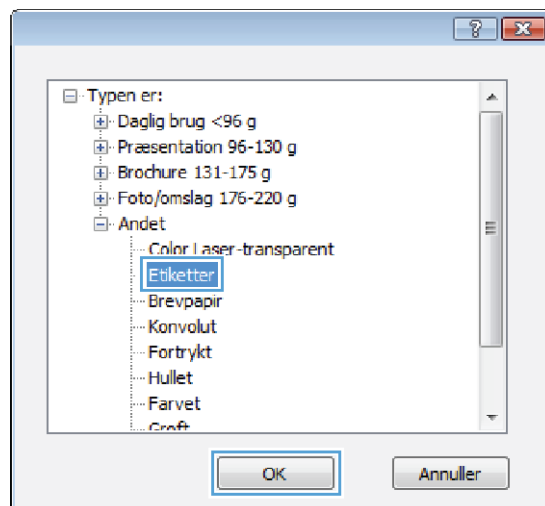 Typen er:
Daglig brug <96 g
Præsentation 96-130 g
Brochure 131-175 g
Foto/omslag 176-220 g
Andet
Color Laser-transparent
Etiketter
Brevpapir
Konvolut
Fortrykt
Hullet
Farvet
Groft
OK
Annuller